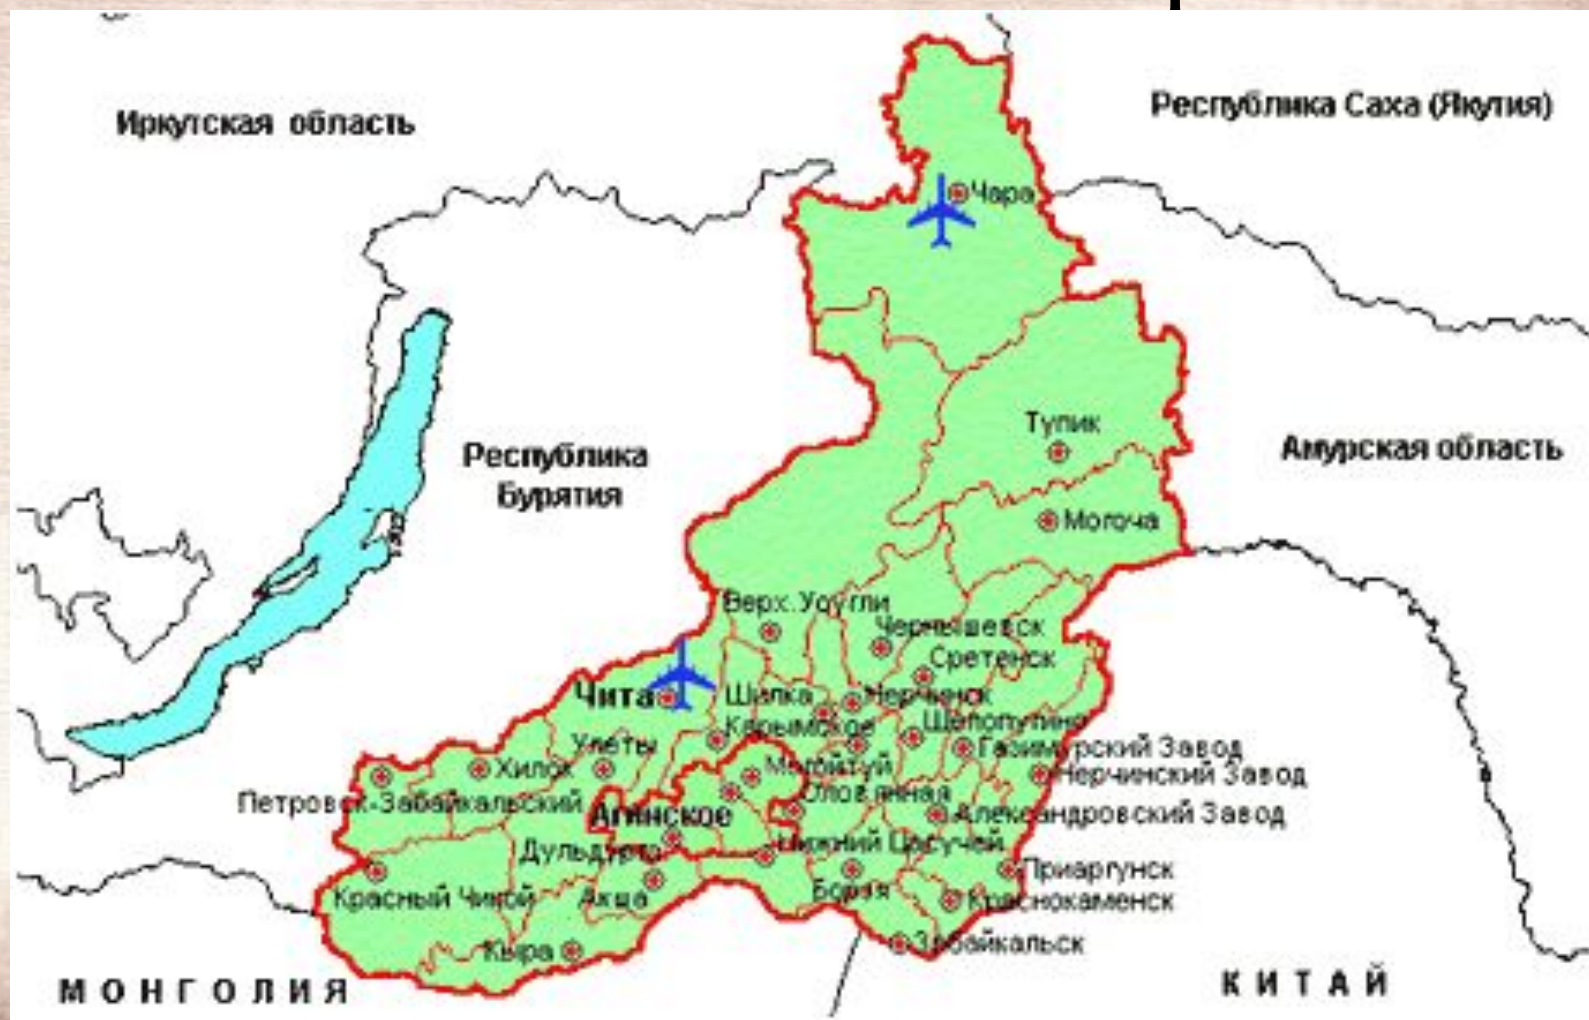 Иркутская область
Республика Саха (Якутия)
Чара
Тупик
Республика
Бурятия
Амурская область
Могоча
Верх. Усугли
Чернышевск
Сретенск
Чита
Шилка
Нерчинск
Шелопугино
Карымское
Улеты
Газимурский Завод
Хилок
Могойтуй
Нерчинский Завод
Петровск-Забайкальский
Оловянная
Агинское
Александровский Завод
Дульдурга
Нижний Цасучей
Приаргунск
Красный Чикой
Акша
Борзя
Краснокаменск
Кыра
Забайкальск
МОНГОЛИЯ
КИТАЙ